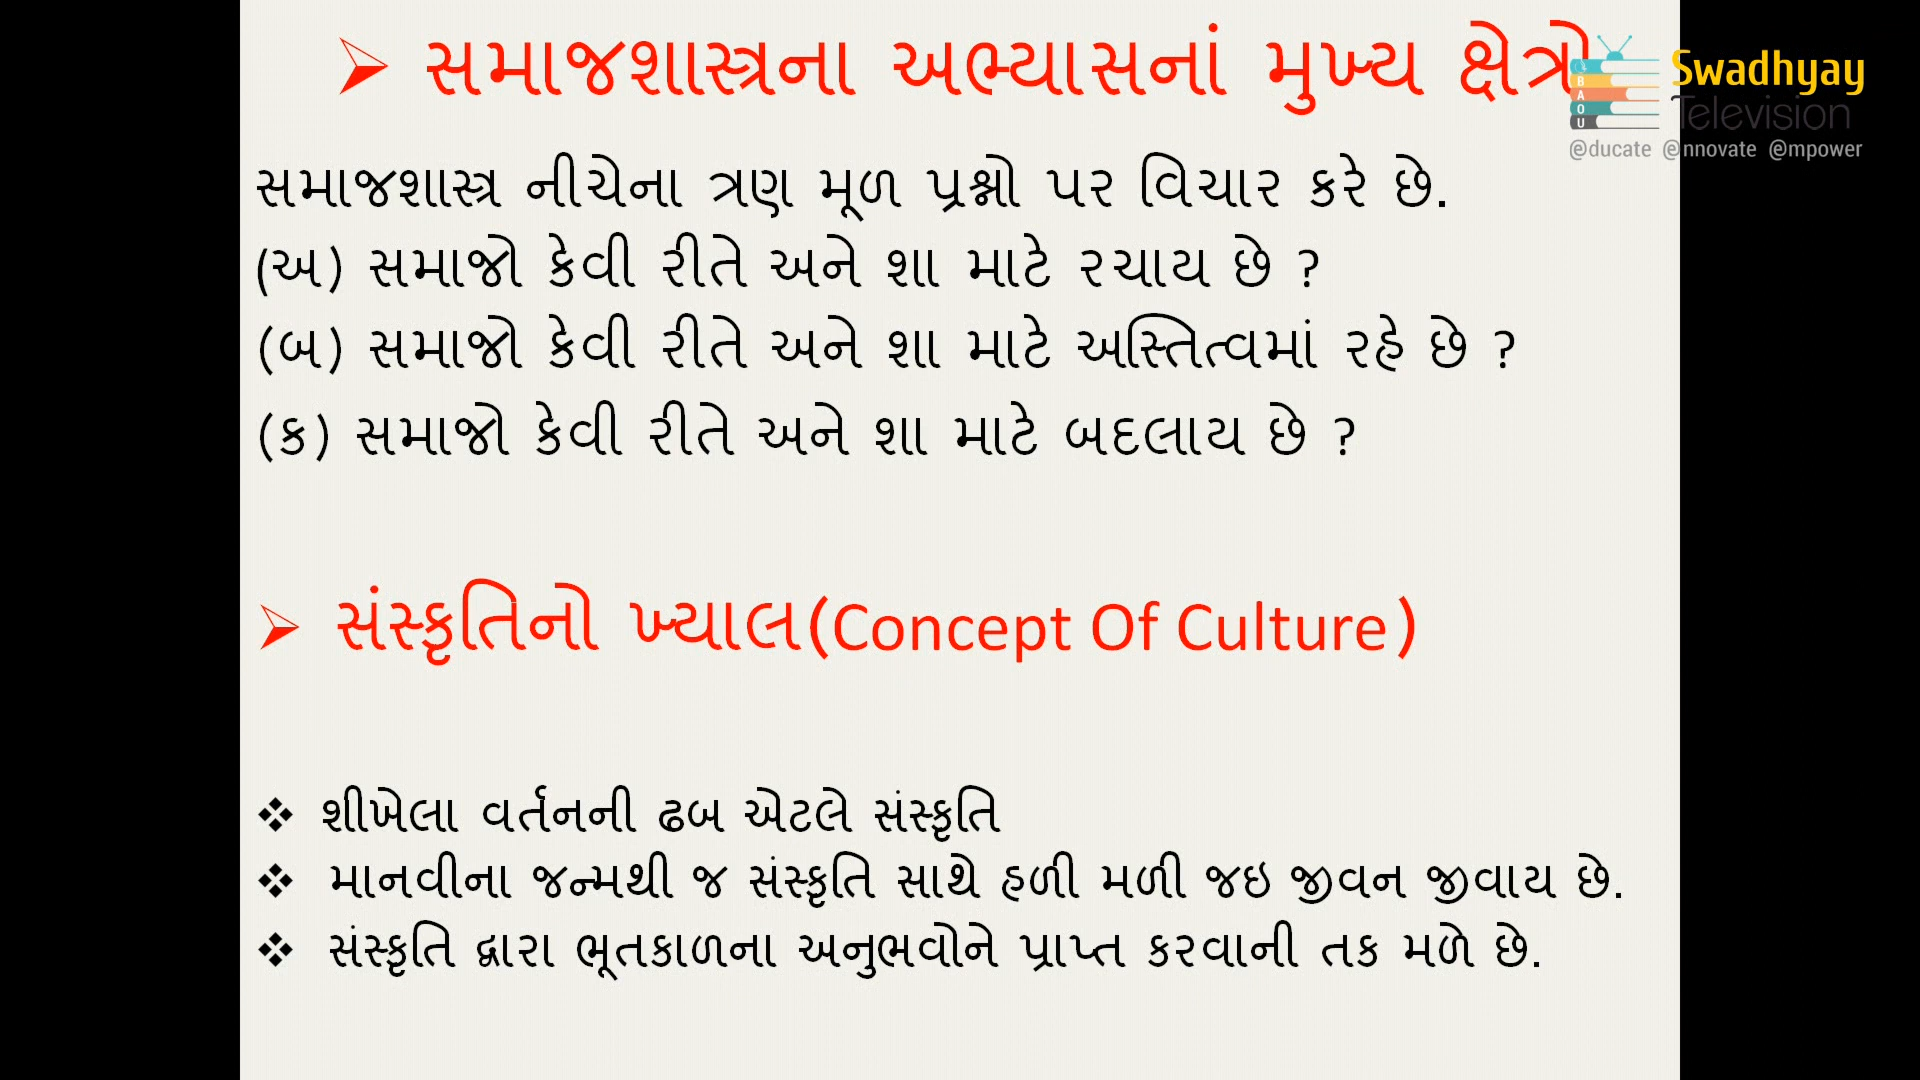 ➢ સમાજશાસ્ત્રના અભ્યાસનાં મુખ્ય ક્ષેત્રો
Swadhyay
Television
@ducate @nnovate @mpower
BAOU
સમાજશાસ્ત્ર નીચેના ત્રણ મૂળ પ્રશ્નો પર વિચાર કરે છે.
(અ) સમાજો કેવી રીતે અને શા માટે રચાય છે ?
(બ) સમાજો કેવી રીતે અને શા માટે અસ્તિત્વમાં રહે છે ?
(ક) સમાજો કેવી રીતે અને શા માટે બદલાય છે ?
➢ સંસ્કૃતિનો ખ્યાલ(Concept Of Culture)
❖ શીખેલા વર્તનની ઢબ એટલે સંસ્કૃતિ
❖ માનવીના જન્મથી જ સંસ્કૃતિ સાથે હળી મળી જઇ જીવન જીવાય છે.
❖ સંસ્કૃતિ દ્વારા ભૂતકાળના અનુભવોને પ્રાપ્ત કરવાની તક મળે છે.